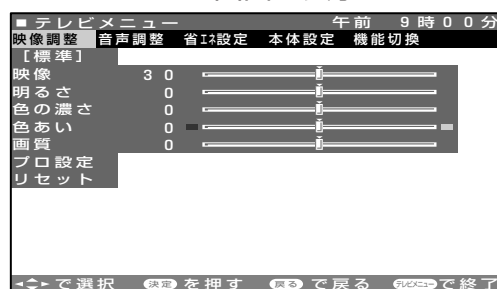 ■テレビメニュー 午前 9時00分
映像調整 音声調整 省エネ設定 本体設定 機能切換
[標準]
映像 30
明るさ 0
色の濃さ 0
色あい 0
画質 0
プロ設定
リセット
で選択 決定を押す 戻るで戻る テレビメニューで終了